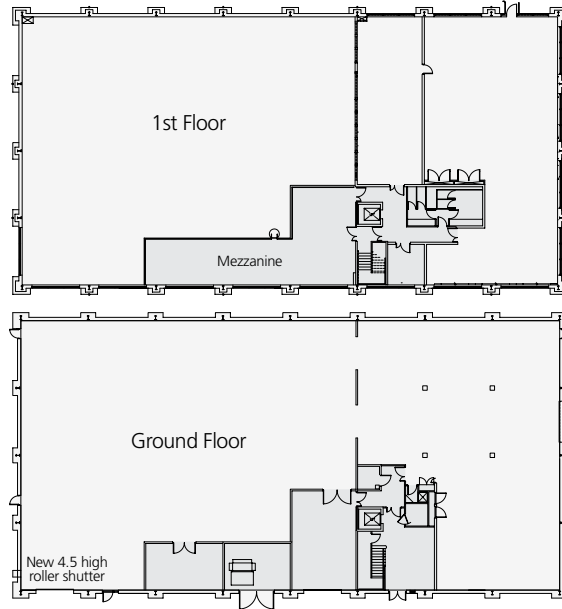 1st Floor
Mezzanine
Ground Floor
New 4.5 high
roller shutter